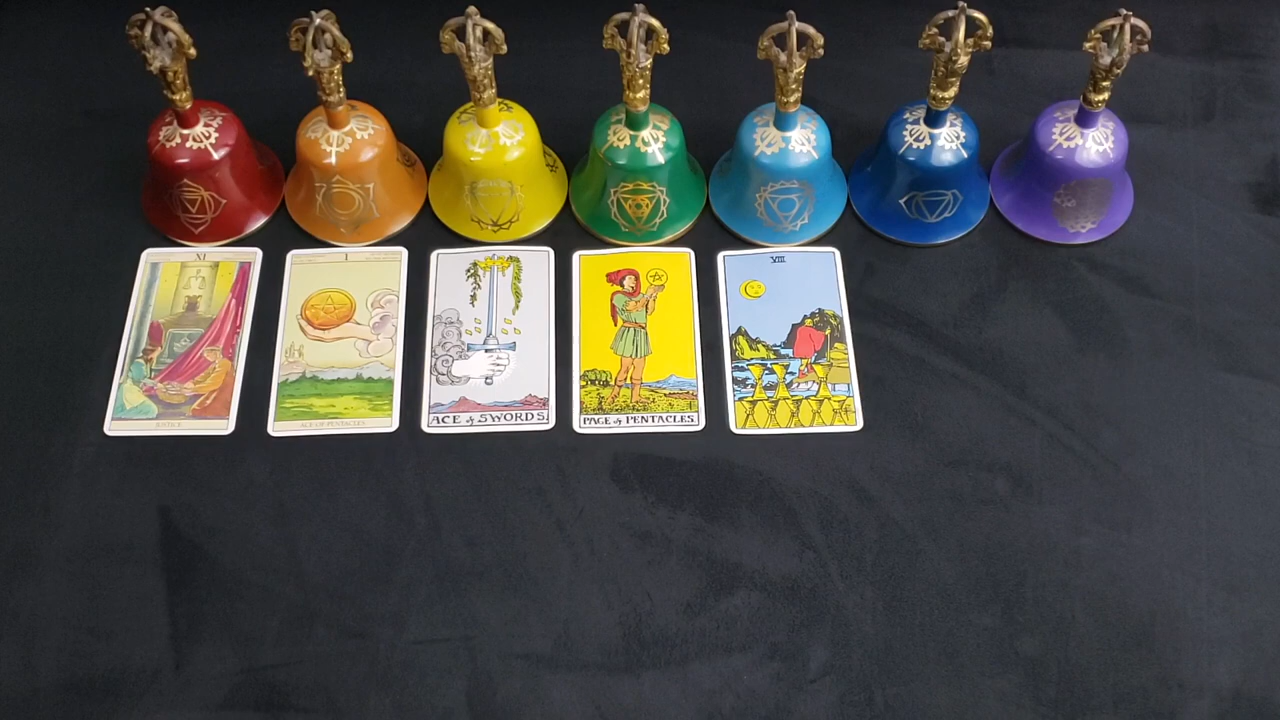 XI
JUSTICE
I
ACE OF PENTACLES
ACE of SWORDS
PAGE of PENTACLES
VIII